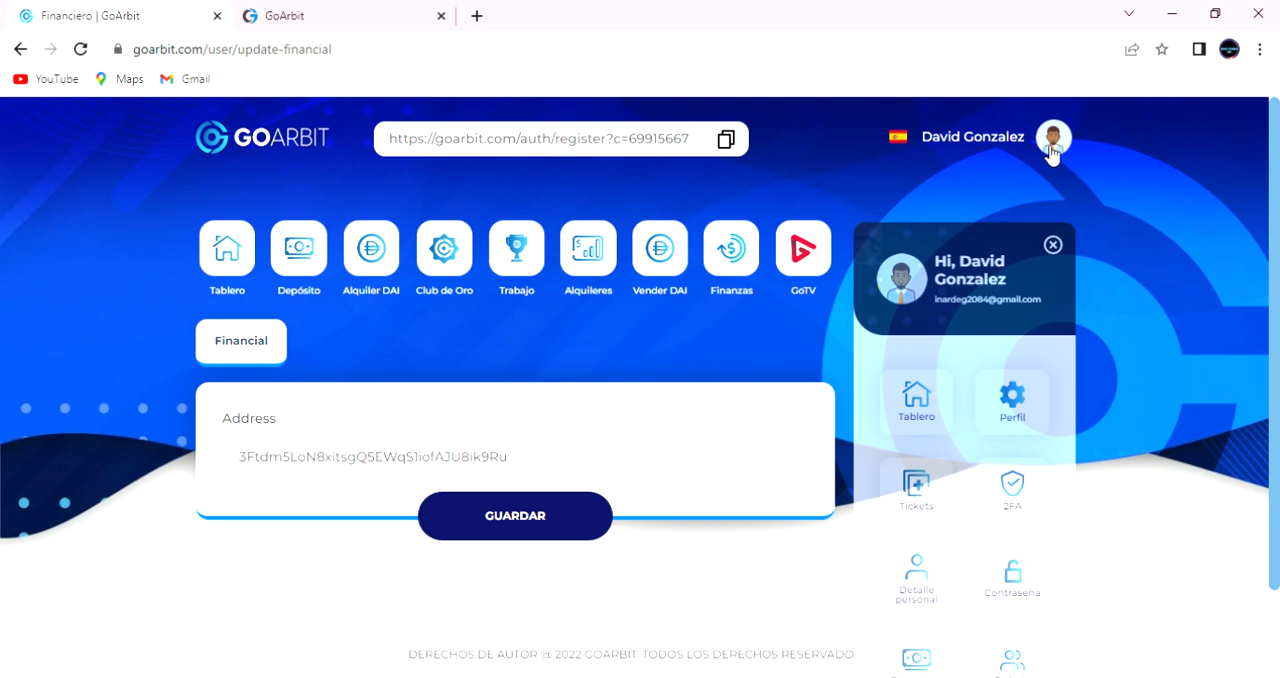 Financiero | GoArbit
GoArbit
goarbit.com/user/update-financial
YouTube
Maps
Gmail
GOARBIT
https://goarbit.com/auth/register?c=69915667
David Gonzalez
Tablero
Depósito
Alquiler DAI
Club de Oro
Trabajo
Alquileres
Vender DAI
Finanzas
GoTV
Hi, David
Gonzalez
inardeg2084@gmail.com
Financial
Address
3Ftdm5LoN8xitsgQ5EWqS1iofAJU8ik9Ru
GUARDAR
Tablero
Perfil
Tickets
2FA
Detalle
personal
Contrasena
DERECHOS DE AUTOR @ 2022 GOARBIT. TODOS LOS DERECHOS RESERVADO